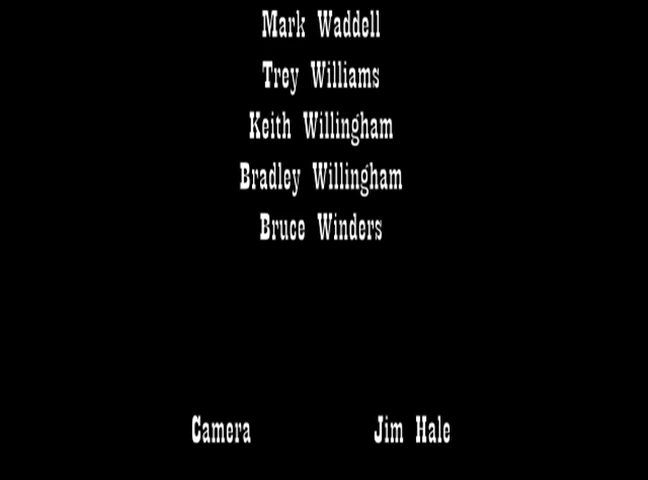 Mark Waddell
Trey Williams
Keith Willingham
Bradley Willingham
Bruce Winders
Camera Jim Hale